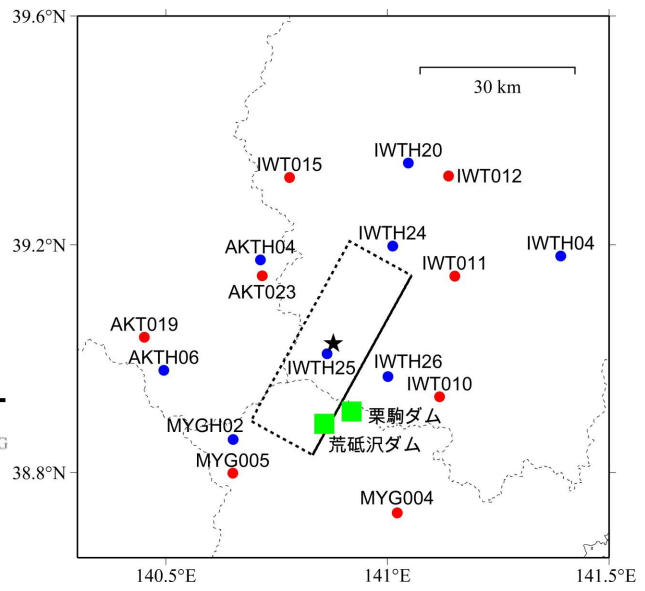 39.6°N
30 km
IWTH20
IWT015
IWT012
IWTH24
39.2°N
AKTH04
IWTH04
IWT011
AKT023
AKT019
AKTH06
IWTH25
IWTH26
IWT010
栗駒ダム
MYGH02
荒砥沢ダム
MYG005
38.8°N
MYG004
140.5°E
141°E
141.5°E